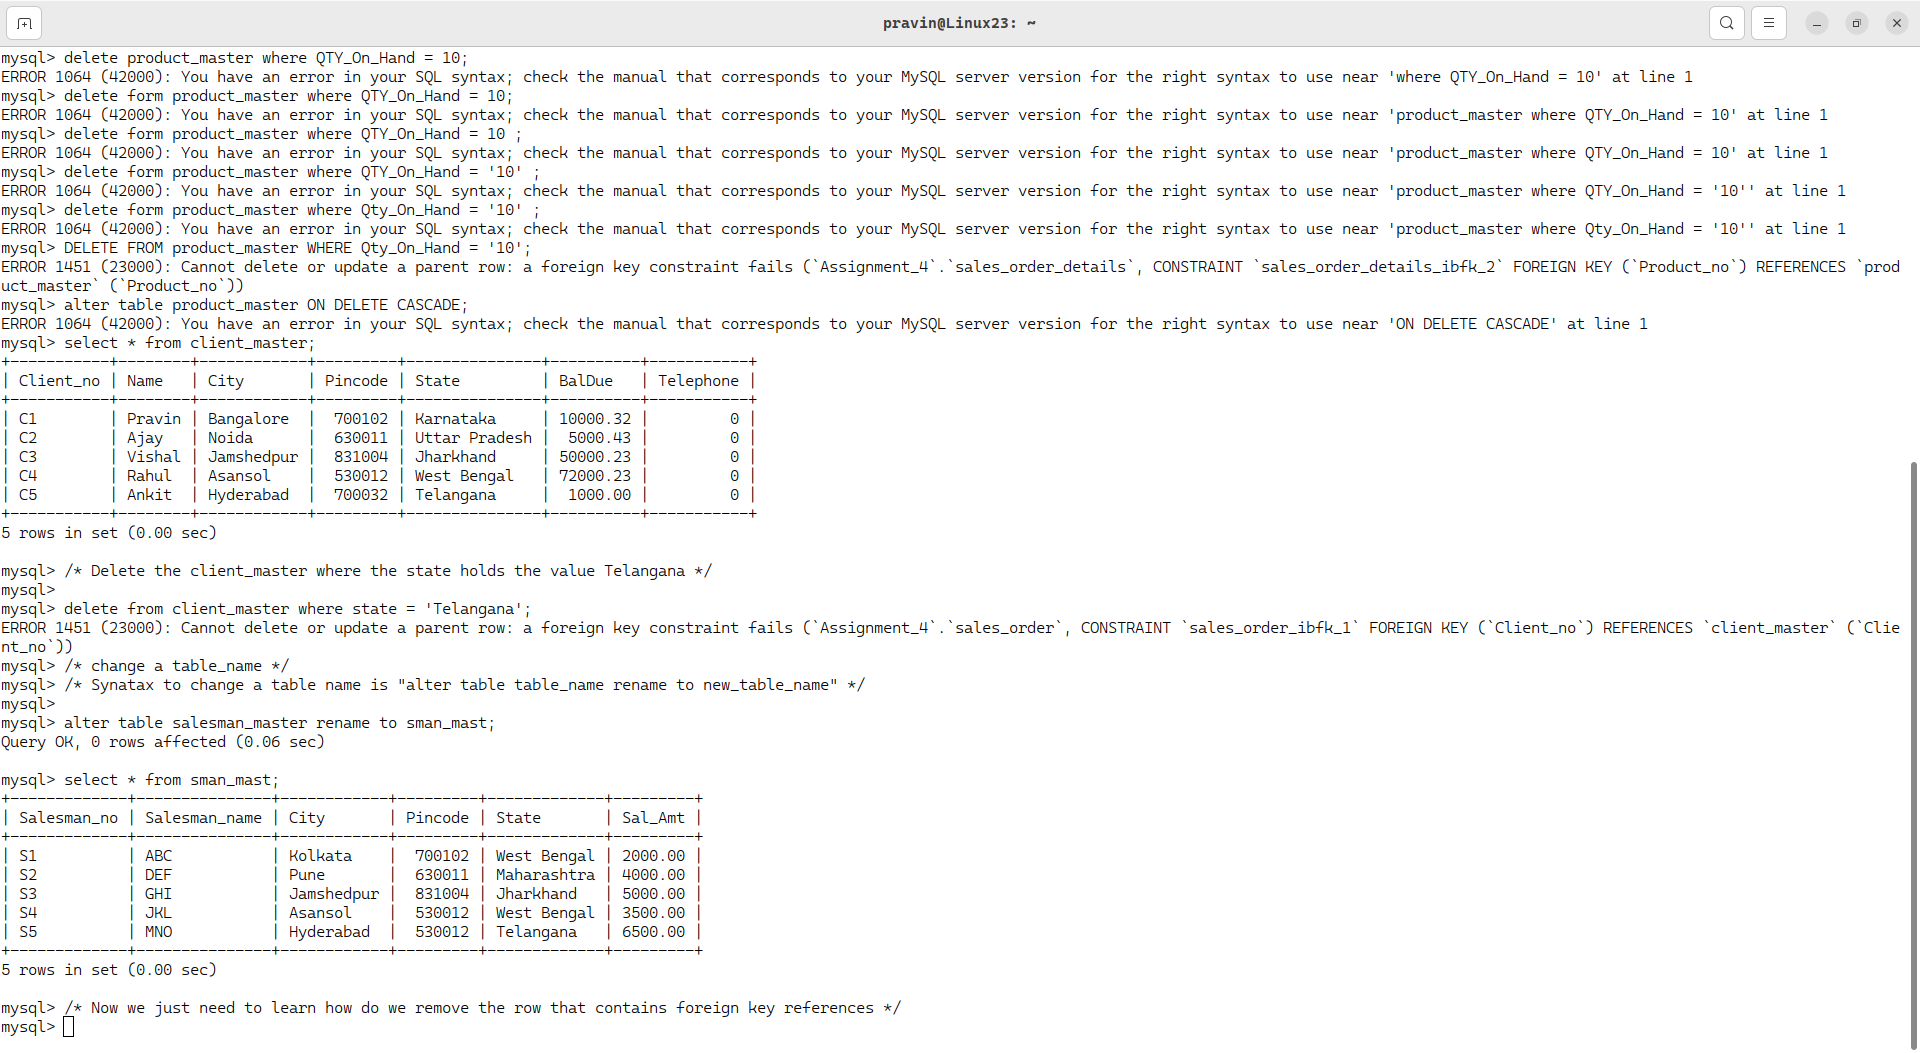 pravin@Linux23: ~
mysql> delete product_master where QTY_On_Hand = 10;
ERROR 1064 (42000): You have an error in your SQL syntax; check the manual that corresponds to your MySQL server version for the right syntax to use near 'where QTY_On_Hand = 10' at line 1
mysql> delete form product_master where QTY_On_Hand = 10;
ERROR 1064 (42000): You have an error in your SQL syntax; check the manual that corresponds to your MySQL server version for the right syntax to use near 'product_master where QTY_On_Hand = 10' at line 1
mysql> delete form product_master where QTY_On_Hand = 10 ;
ERROR 1064 (42000): You have an error in your SQL syntax; check the manual that corresponds to your MySQL server version for the right syntax to use near 'product_master where QTY_On_Hand = 10' at line 1
mysql> delete form product_master where QTY_On_Hand = '10' ;
ERROR 1064 (42000): You have an error in your SQL syntax; check the manual that corresponds to your MySQL server version for the right syntax to use near 'product_master where QTY_On_Hand = '10'' at line 1
mysql> delete form product_master where Qty_On_Hand = '10' ;
ERROR 1064 (42000): You have an error in your SQL syntax; check the manual that corresponds to your MySQL server version for the right syntax to use near 'product_master where Qty_On_Hand = '10'' at line 1
mysql> DELETE FROM product_master WHERE Qty_On_Hand = '10';
ERROR 1451 (23000): Cannot delete or update a parent row: a foreign key constraint fails (`Assignment_4`.`sales_order_details`, CONSTRAINT `sales_order_details_ibfk_2` FOREIGN KEY (`Product_no`) REFERENCES `prod
uct_master` (`Product_no`))
mysql> alter table product_master ON DELETE CASCADE;
ERROR 1064 (42000): You have an error in your SQL syntax; check the manual that corresponds to your MySQL server version for the right syntax to use near 'ON DELETE CASCADE' at line 1
mysql> select * from client_master;
+-----------+--------+------------+---------+---------------+----------+-----------+
| Client_no | Name   | City       | Pincode | State         | BalDue   | Telephone |
+-----------+--------+------------+---------+---------------+----------+-----------+
| C1        | Pravin | Bangalore  |  700102 | Karnataka     | 10000.32 |         0 |
| C2        | Ajay   | Noida      |  630011 | Uttar Pradesh |  5000.43 |         0 |
| C3        | Vishal | Jamshedpur |  831004 | Jharkhand     | 50000.23 |         0 |
| C4        | Rahul  | Asansol    |  530012 | West Bengal   | 72000.23 |         0 |
| C5        | Ankit  | Hyderabad  |  700032 | Telangana     |  1000.00 |         0 |
+-----------+--------+------------+---------+---------------+----------+-----------+
5 rows in set (0.00 sec)
mysql> /* Delete the client_master where the state holds the value Telangana */
mysql>
mysql> delete from client_master where state = 'Telangana';
ERROR 1451 (23000): Cannot delete or update a parent row: a foreign key constraint fails (`Assignment_4`.`sales_order`, CONSTRAINT `sales_order_ibfk_1` FOREIGN KEY (`Client_no`) REFERENCES `client_master` (`Clie
nt_no`))
mysql> /* change a table_name */
mysql> /* Synatax to change a table name is "alter table table_name rename to new_table_name" */
mysql>
mysql> alter table salesman_master rename to sman_mast;
Query OK, 0 rows affected (0.06 sec)
mysql> select * from sman_mast;
+-------------+---------------+------------+---------+-------------+---------+
| Salesman_no | Salesman_name | City       | Pincode | State       | Sal_Amt |
+-------------+---------------+------------+---------+-------------+---------+
| S1          | ABC           | Kolkata    |  700102 | West Bengal | 2000.00 |
| S2          | DEF           | Pune       |  630011 | Maharashtra | 4000.00 |
| S3          | GHI           | Jamshedpur |  831004 | Jharkhand   | 5000.00 |
| S4          | JKL           | Asansol    |  530012 | West Bengal | 3500.00 |
| S5          | MNO           | Hyderabad  |  530012 | Telangana   | 6500.00 |
+-------------+---------------+------------+---------+-------------+---------+
5 rows in set (0.00 sec)
mysql> /* Now we just need to learn how do we remove the row that contains foreign key references */
mysql>